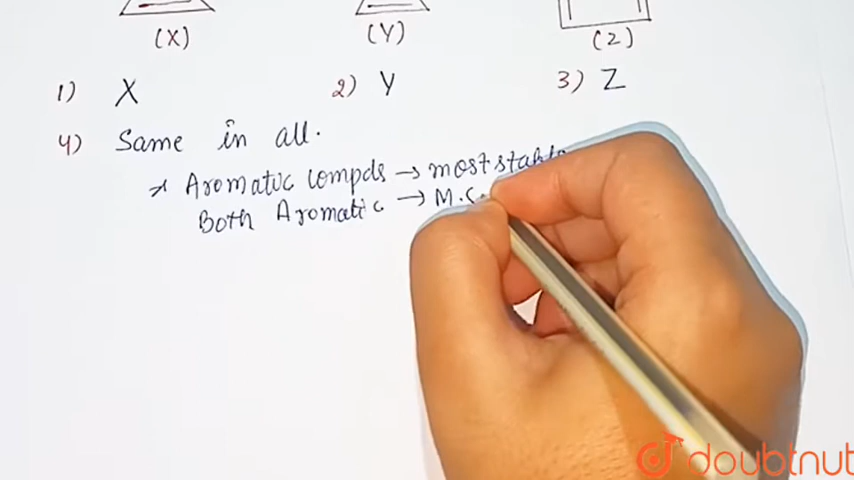 (X) (Y) (Z)
1) X 2) Y 3) Z
4) Same in all.
* Aromatic compds → most stable
Both Aromatic → M.
doubtnut